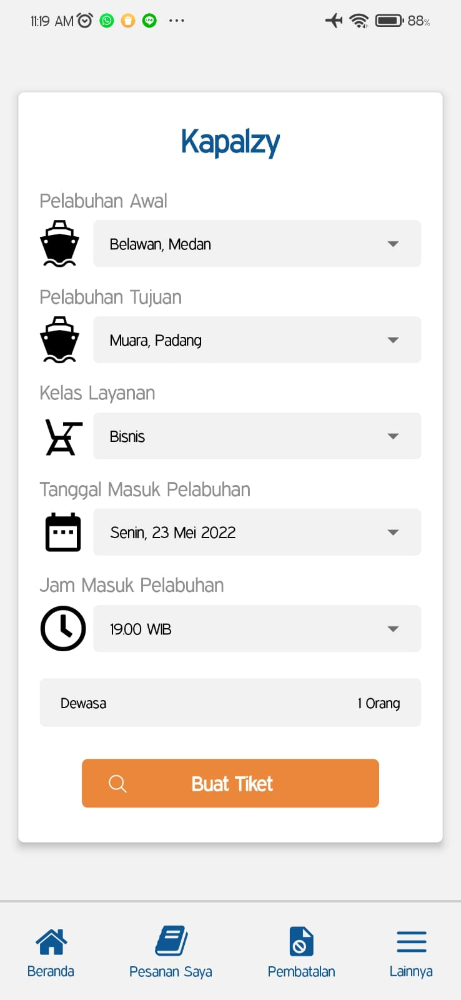 11:19 AM
88%
Kapalzy
Pelabuhan Awal
Belawan, Medan
Pelabuhan Tujuan
Muara, Padang
Kelas Layanan
Bisnis
Tanggal Masuk Pelabuhan
Senin, 23 Mei 2022
Jam Masuk Pelabuhan
19.00 WIB
Dewasa 1 Orang
Buat Tiket
Beranda Pesanan Saya Pembatalan Lainnya